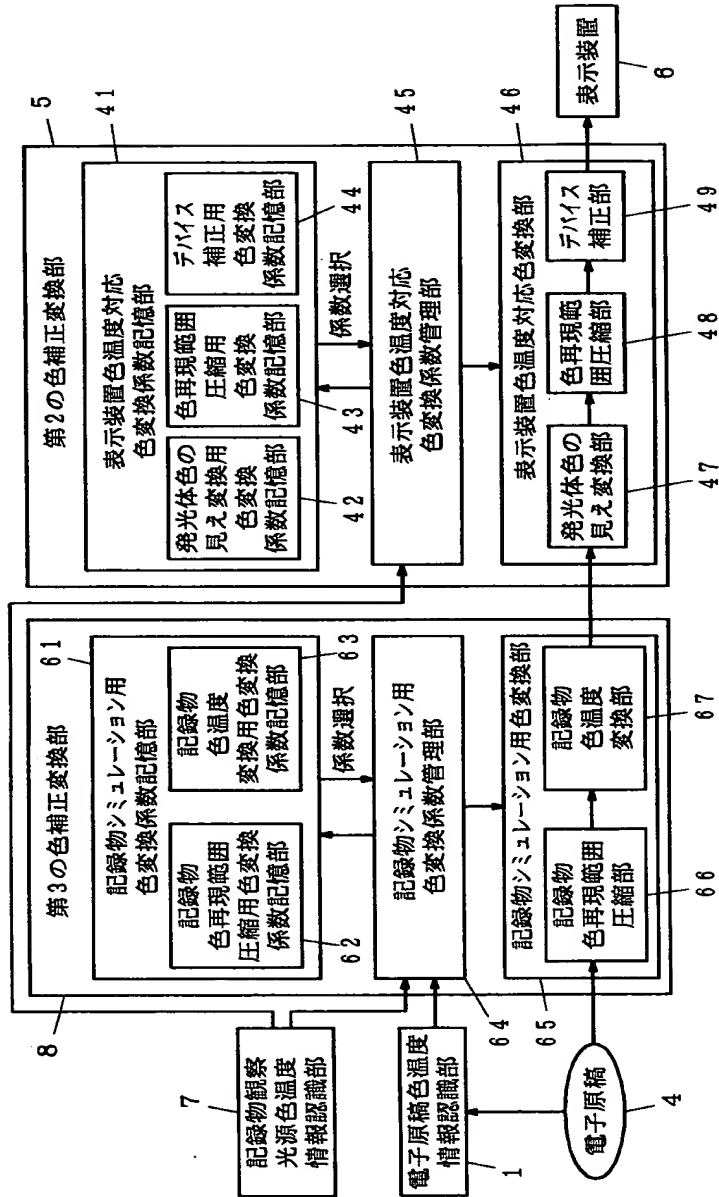 7
記録物観察
光源色温度
情報認識部
電子原稿色温度
情報認識部
1
電子原稿
4
8
第3の色補正変換部
61
記録物シミュレーション用
色変換係数記憶部
記録物
色再現範囲
圧縮用色変換
係数記憶部
62
記録物
色温度
変換用色変換
係数記憶部
63
係数選択
記録物シミュレーション用
色変換係数管理部
64
65
記録物シミュレーション用色変換部
記録物
色再現範囲
圧縮部
66
記録物
色温度
変換部
67
5
第2の色補正変換部
41
表示装置色温度対応
色変換係数記憶部
発光体色の
見え変換用
色変換
係数記憶部
42
色再現範囲
圧縮用
色変換
係数記憶部
43
デバイス
補正用
色変換
係数記憶部
44
係数選択
表示装置色温度対応
色変換係数管理部
45
46
表示装置色温度対応色変換部
発光体色の
見え変換部
47
色再現範
囲圧縮部
48
デバイス
補正部
49
表示装置
6